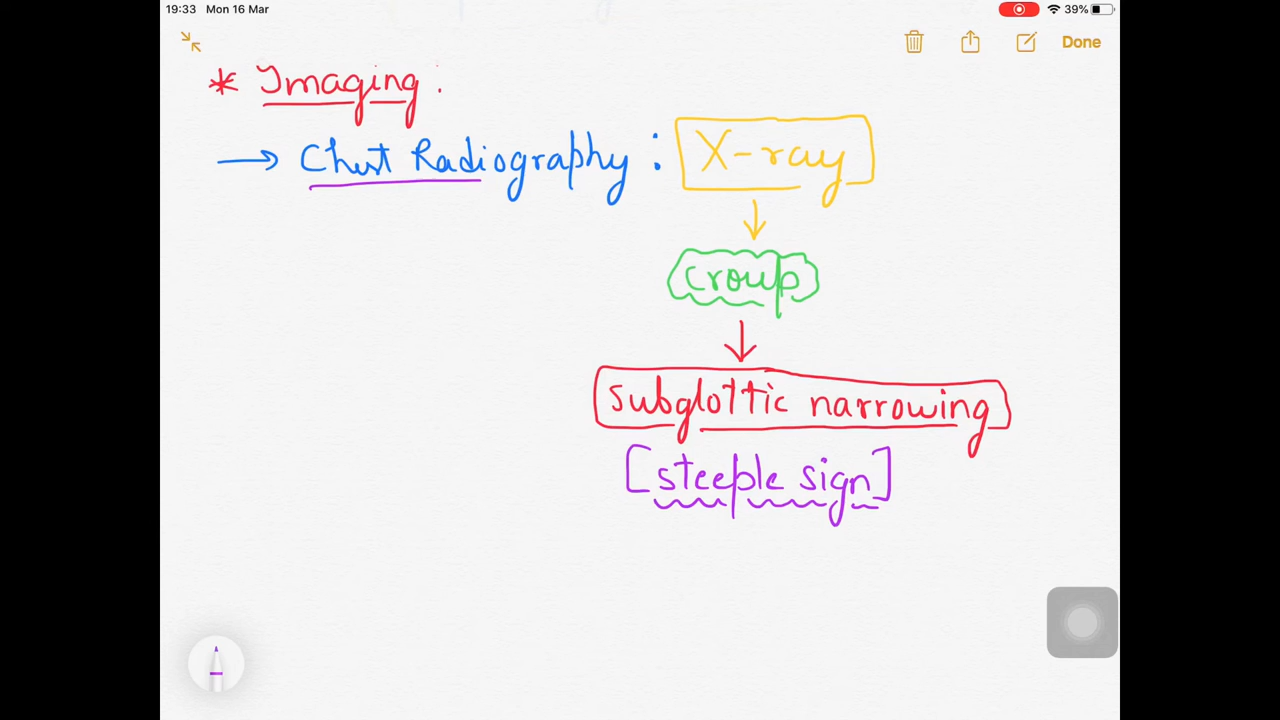 19:33 Mon 16 Mar 39%
Done
* Imaging :
→ Chest Radiography : X-ray
↓
croup
↓
subglottic narrowing
[steeple sign]